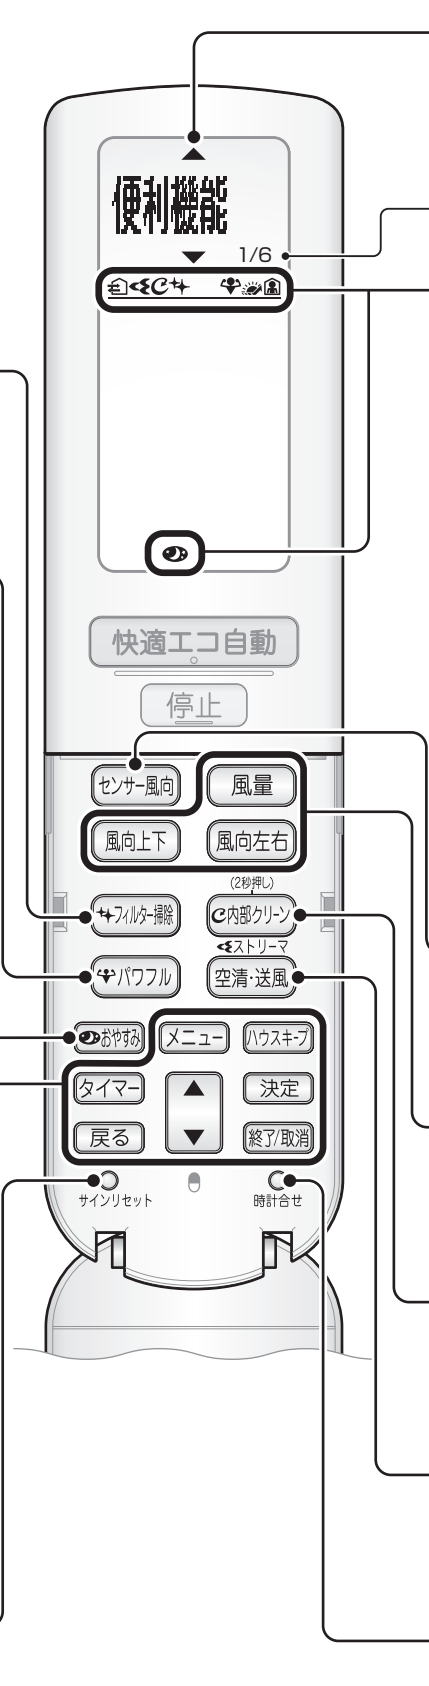 便利機能
1/6
快適エコ自動
停止
センサー風向
風量
風向上下
風向左右
(2秒押し)
フィルター掃除
内部クリーン
ストリーマ
パワフル
空清・送風
おやすみ
メニュー
ハウスキープ
タイマー
決定
戻る
終了/取消
サインリセット
時計合せ